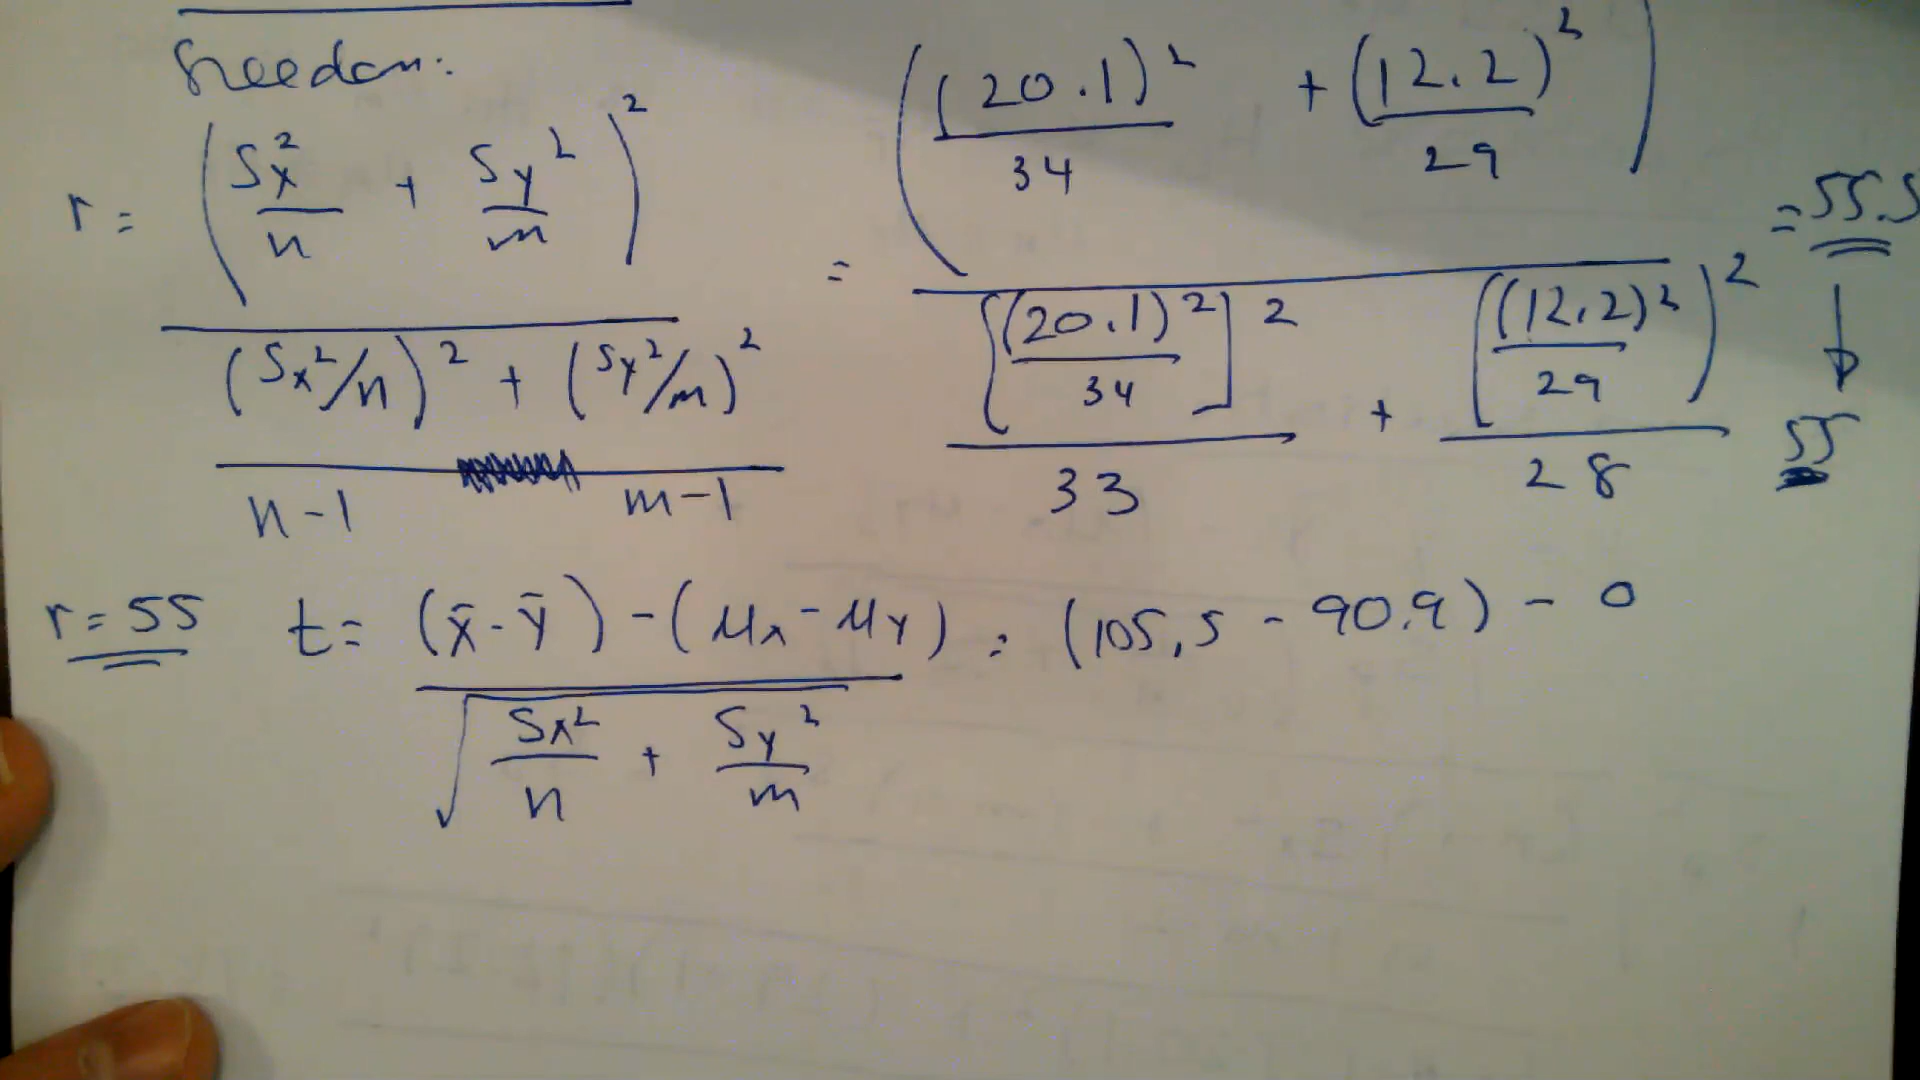 freedom:
r = (Sx²/n + Sy²/m)² / ((Sx²/n)² / n-1 + (Sy²/m)² / m-1) = ((20.1)²/34 + (12.2)²/29) / ([(20.1)²/34]²/33 + [(12.2)²/29)²/28) = 55.5
↓
55
r = 55 t = (x̄ - ȳ) - (μx - μy) / √(Sx²/n + Sy²/m) = (105.5 - 90.9) - 0